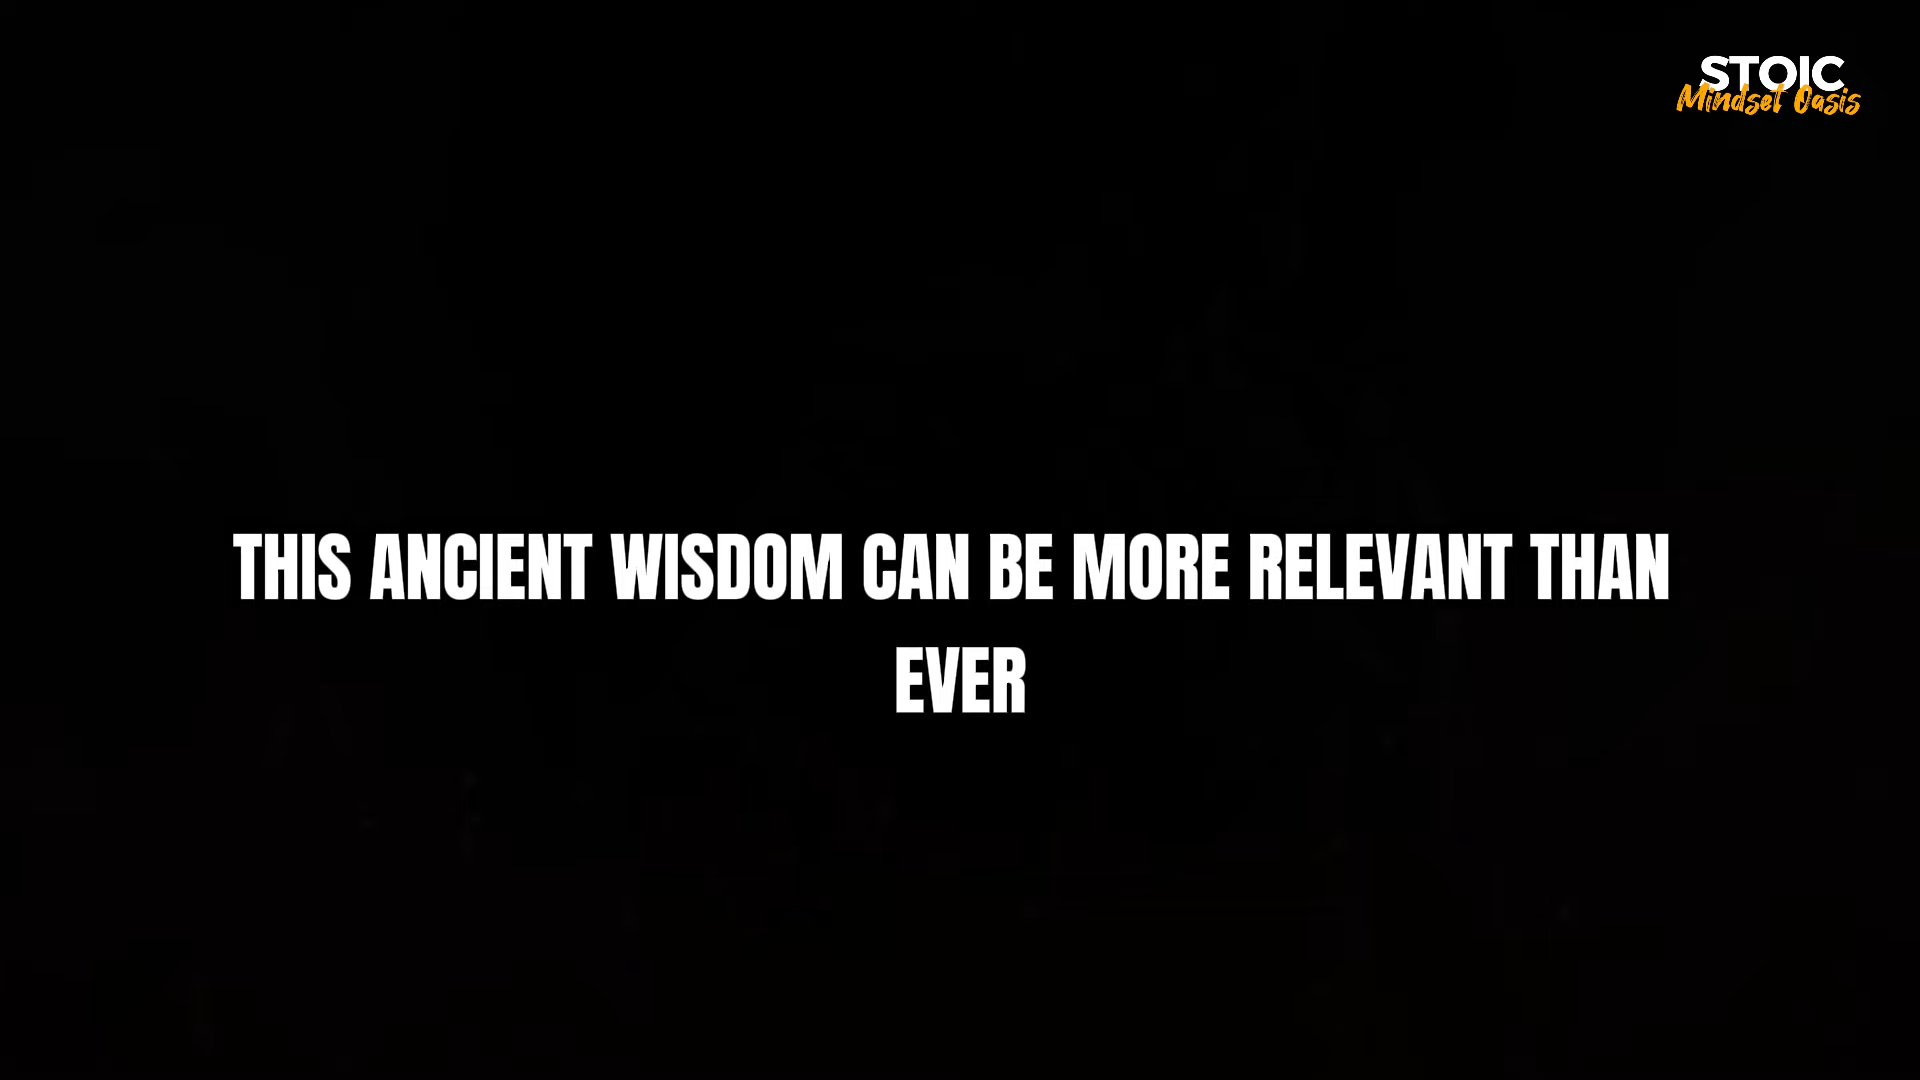 STOIC
Mindset Oasis
THIS ANCIENT WISDOM CAN BE MORE RELEVANT THAN
EVER